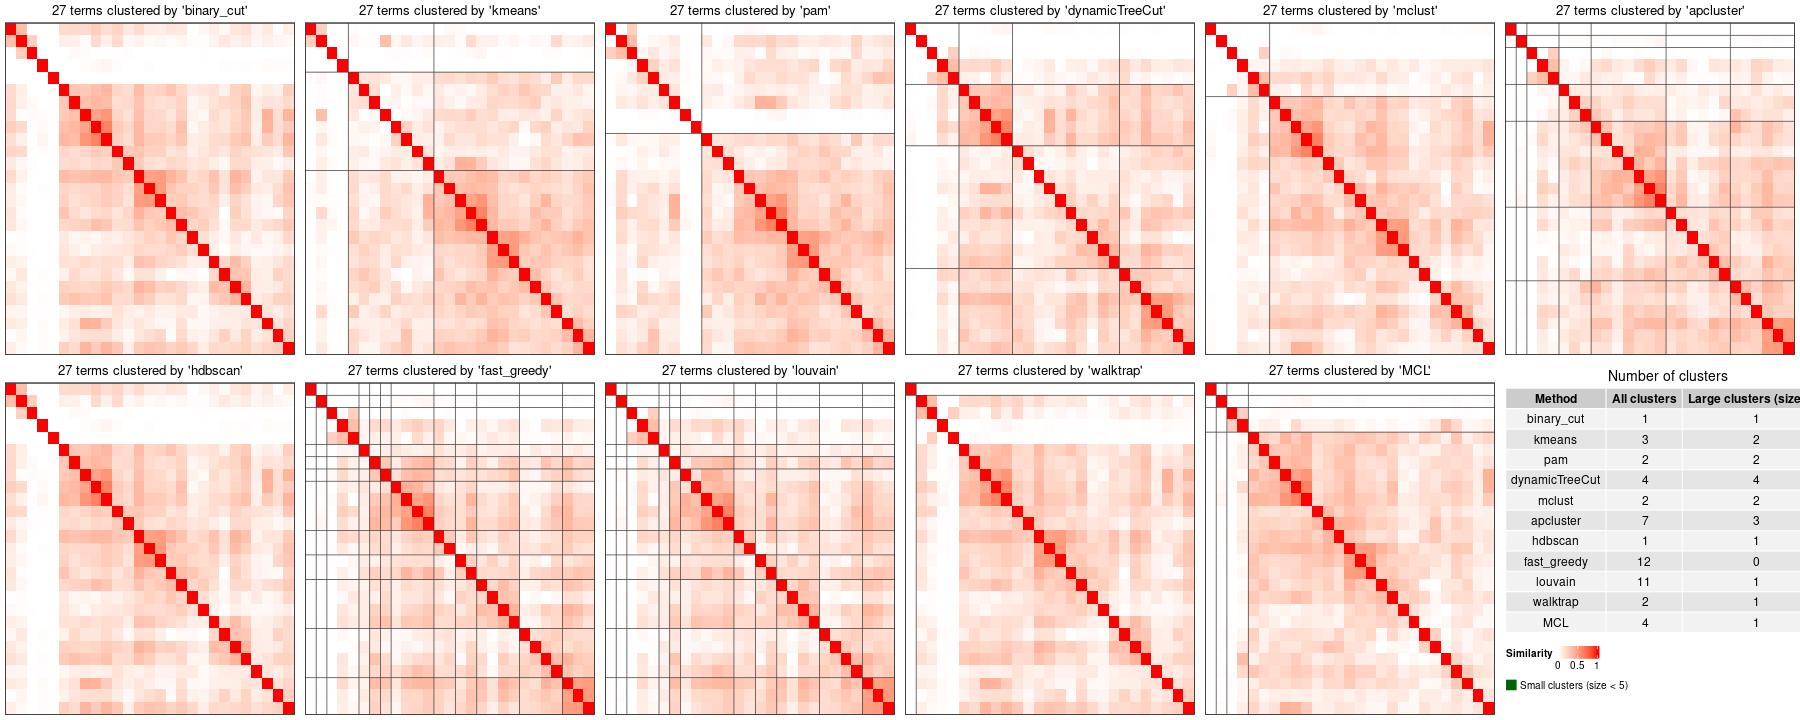 27 terms clustered by 'binary_cut'
27 terms clustered by 'kmeans'
27 terms clustered by 'pam'
27 terms clustered by 'dynamicTreeCut'
27 terms clustered by 'mclust'
27 terms clustered by 'apcluster'
27 terms clustered by 'hdbscan'
27 terms clustered by 'fast_greedy'
27 terms clustered by 'louvain'
27 terms clustered by 'walktrap'
27 terms clustered by 'MCL'
Number of clusters
Method All clusters Large clusters (size
binary_cut 1 1
kmeans 3 2
pam 2 2
dynamicTreeCut 4 4
mclust 2 2
apcluster 7 3
hdbscan 1 1
fast_greedy 12 0
louvain 11 1
walktrap 2 1
MCL 4 1
Similarity
0 0.5 1
Small clusters (size < 5)